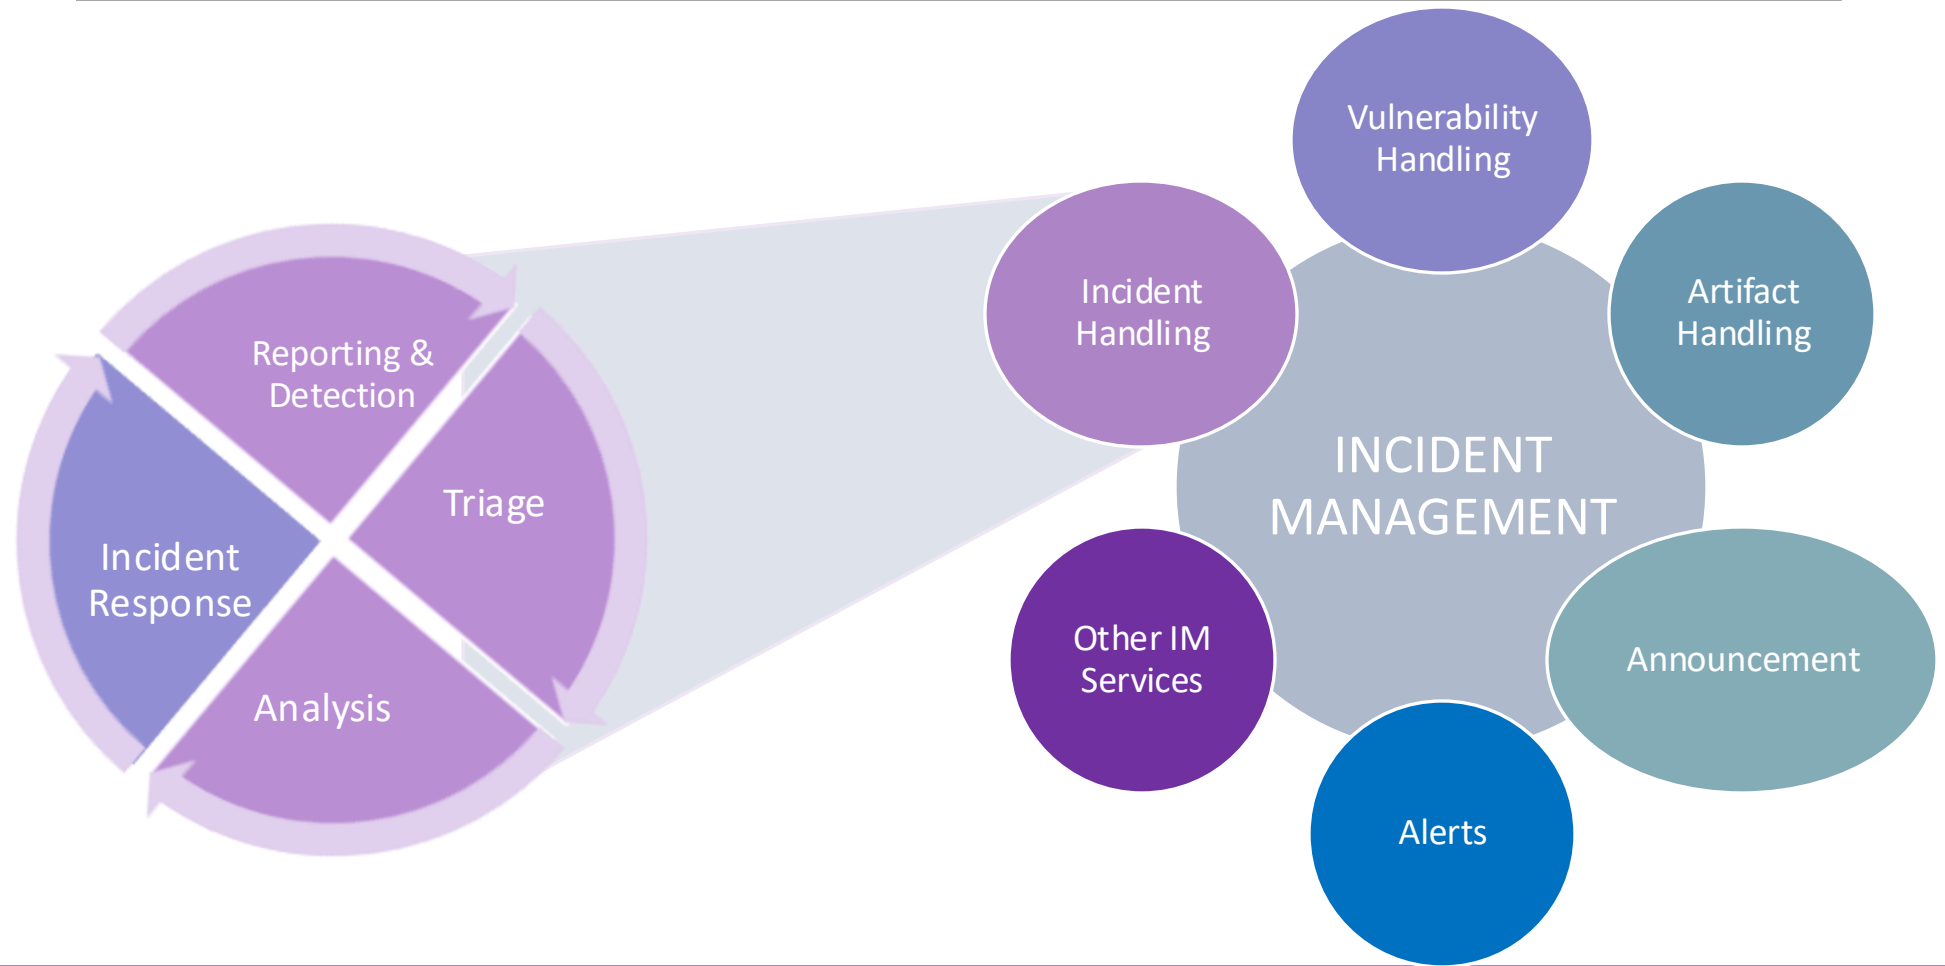 Reporting &
Detection
Triage
Analysis
Incident
Response
Vulnerability
Handling
Incident
Handling
Artifact
Handling
INCIDENT
MANAGEMENT
Other IM
Services
Announcement
Alerts